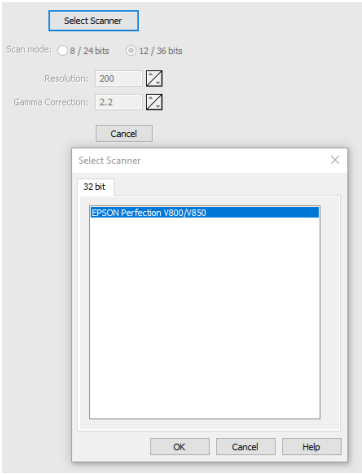 Select Scanner
Scan mode: 8 / 24 bits 12 / 36 bits
Resolution: 200
Gamma Correction: 2.2
Cancel
Select Scanner
32 bit
EPSON Perfection V800/V850
OK Cancel Help